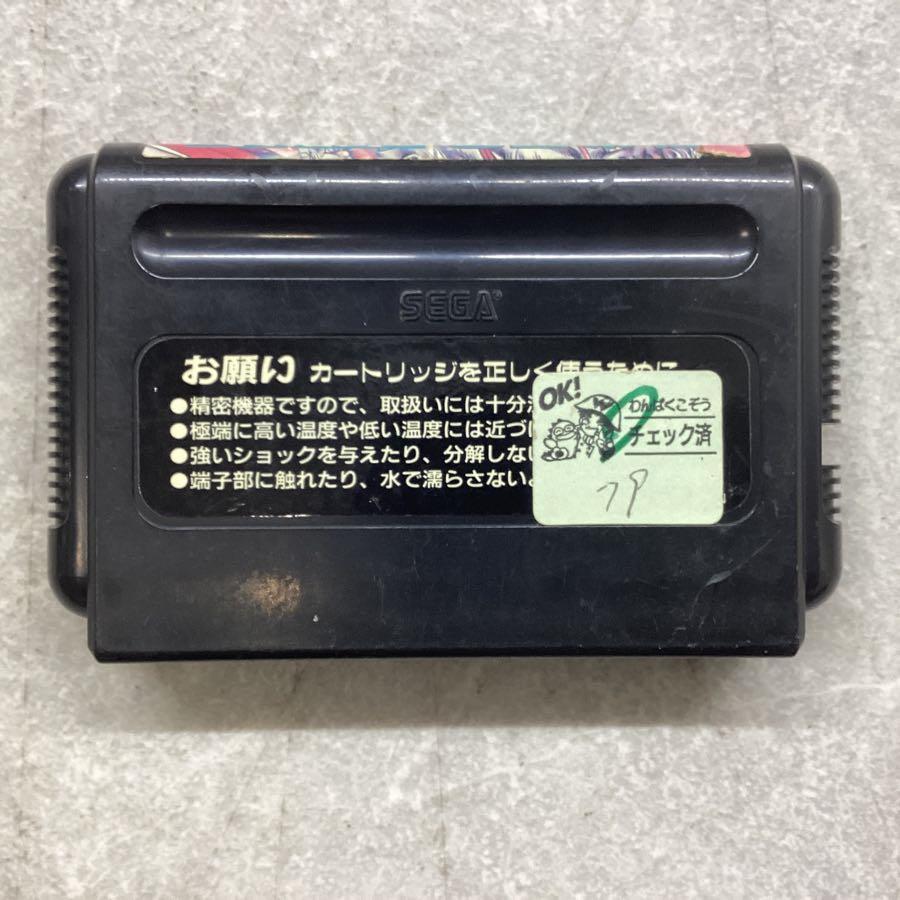 SEGA
お願い カートリッジを正しく使うために
●精密機器ですので、取扱いには十分
●極端に高い温度や低い温度には近づ
●強いショックを与えたり、分解しない
●端子部に触れたり、水で濡らさない
OK!
わんぱくこぞう
チェック済